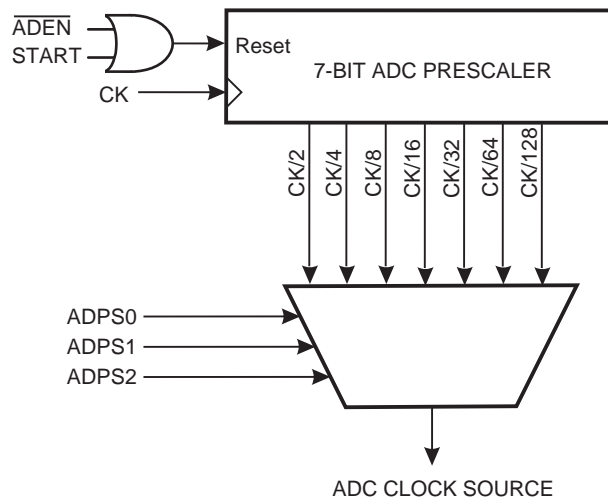 ADEN
START
Reset
7-BIT ADC PRESCALER
CK
CK/2
CK/4
CK/8
CK/16
CK/32
CK/64
CK/128
ADPS0
ADPS1
ADPS2
ADC CLOCK SOURCE